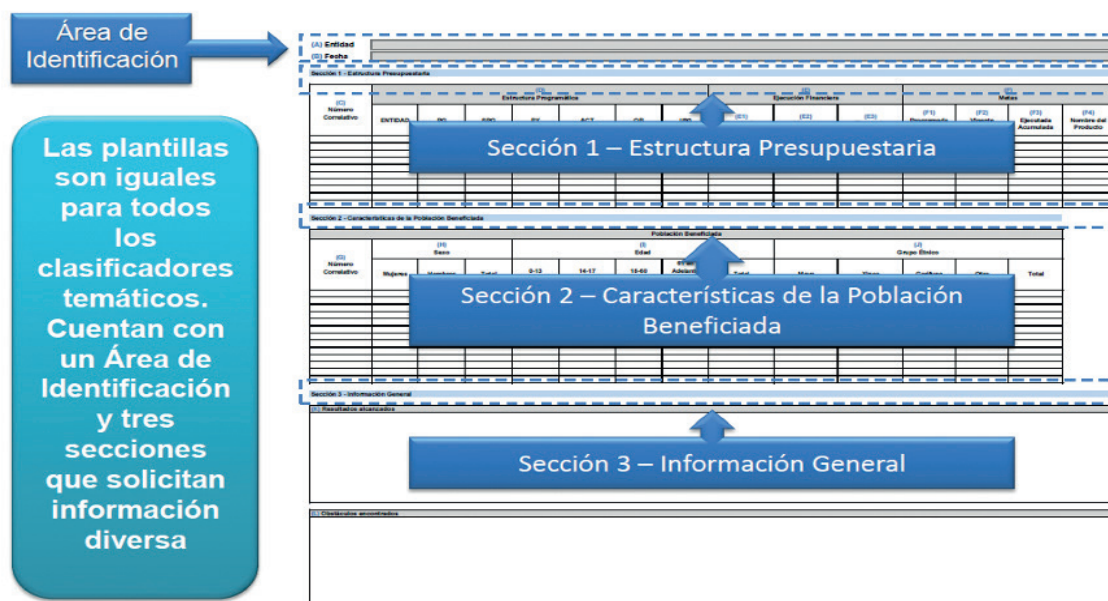 Área de
Identificación
(A) Entidad
(B) Fecha
Sección 1 - Estructura Presupuestaria
(C)
Número
Correlativo
(D)
Estructura Programática
(E)
Ejecución Financiera
(F)
Metas
ENTIDAD
ACT
(E1)
(E2)
(E3)
(F1)
Programada
(F2)
Vigente
(F3)
Ejecutada
Acumulada
(F4)
Nombre del
Producto
Sección 1 – Estructura Presupuestaria
Las plantillas
son iguales
para todos
los
clasificadores
temáticos.
Cuentan con
un Área de
Identificación
y tres
secciones
que solicitan
información
diversa
Sección 2 - Características de la Población Beneficiada
Población Beneficiada
(G)
Número
Correlativo
(H)
Sexo
(I)
Edad
(J)
Grupo Étnico
Mujeres
Hombres
Total
0-13
14-17
18-60
Adelante
Total
Maya
Xinca
Garífuna
Otro
Total
Sección 2 – Características de la Población
Beneficiada
Sección 3 - Información General
(K) Resultados alcanzados
Sección 3 – Información General
(L) Obstáculos encontrados